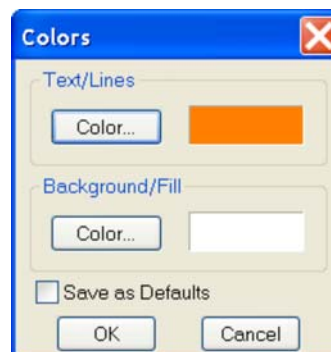 Colors
Text/Lines
Color...
Background/Fill
Color...
Save as Defaults
OK Cancel